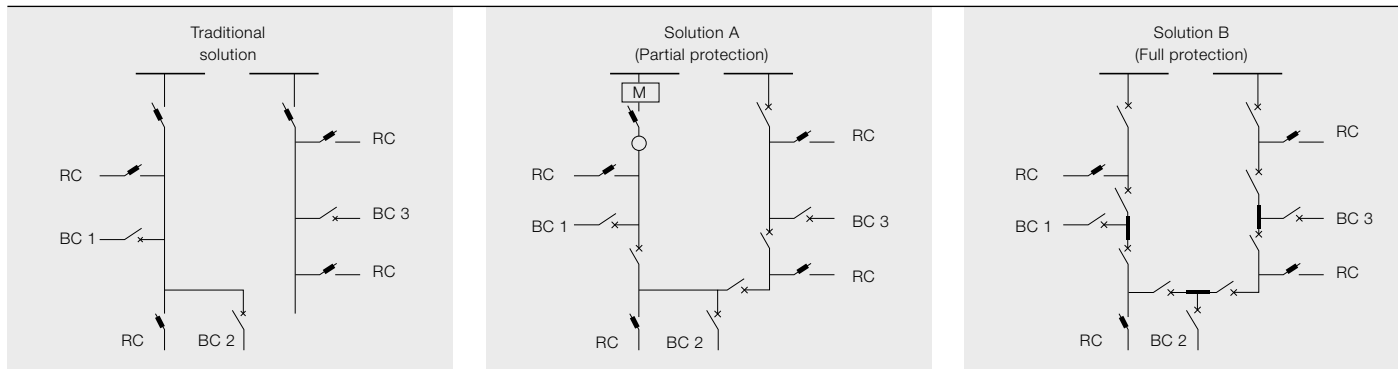 Traditional
solution
RC
RC
BC 3
BC 1
RC
RC
BC 2
Solution A
(Partial protection)
M
RC
RC
BC 1
BC 3
RC
RC
BC 2
Solution B
(Full protection)
RC
RC
BC 1
BC 3
RC
RC
BC 2